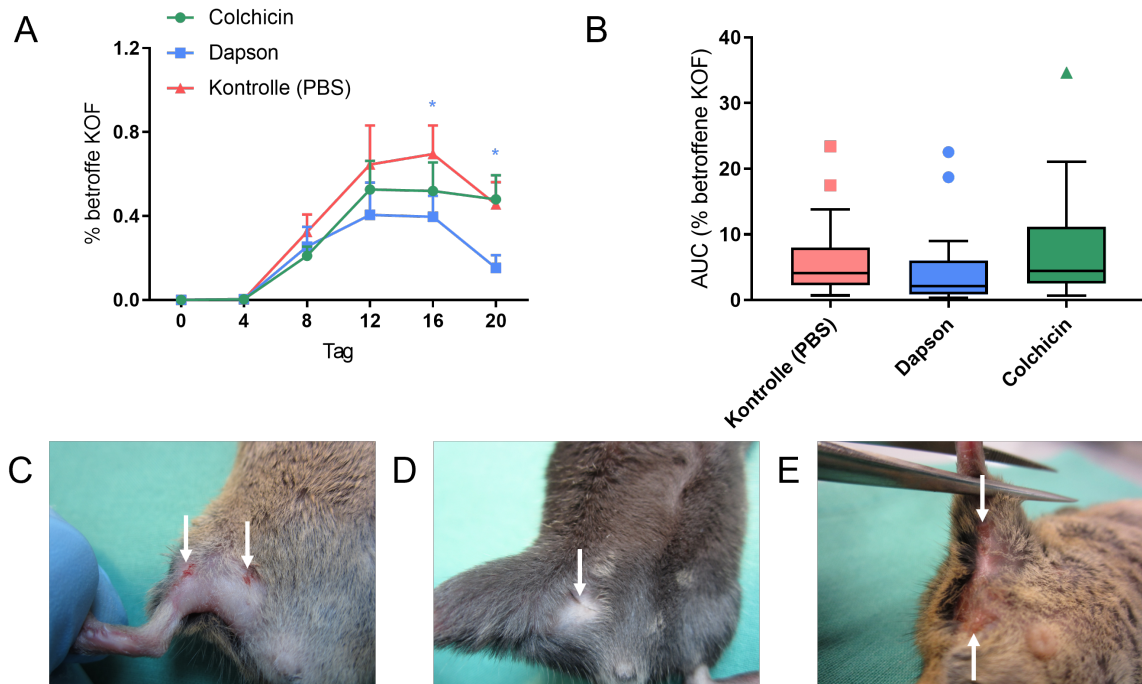 A
Colchicin
Dapson
Kontrolle (PBS)
% betroffe KOF
1.2
0.8
0.4
0.0
*
*
0 4 8 12 16 20
Tag
B
AUC (% betroffene KOF)
40
30
20
10
0
Kontrolle (PBS)
Dapson
Colchicin
C
D
E